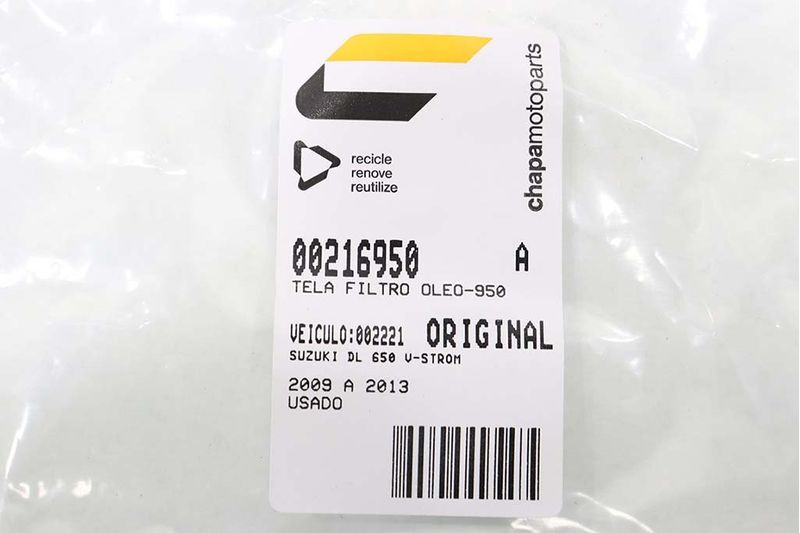 chapamotoparts
recicle
renove
reutilize
00216950 A
TELA FILTRO OLEO-950
VEICULO:002221 ORIGINAL
SUZUKI DL 650 V-STROM
2009 A 2013
USADO